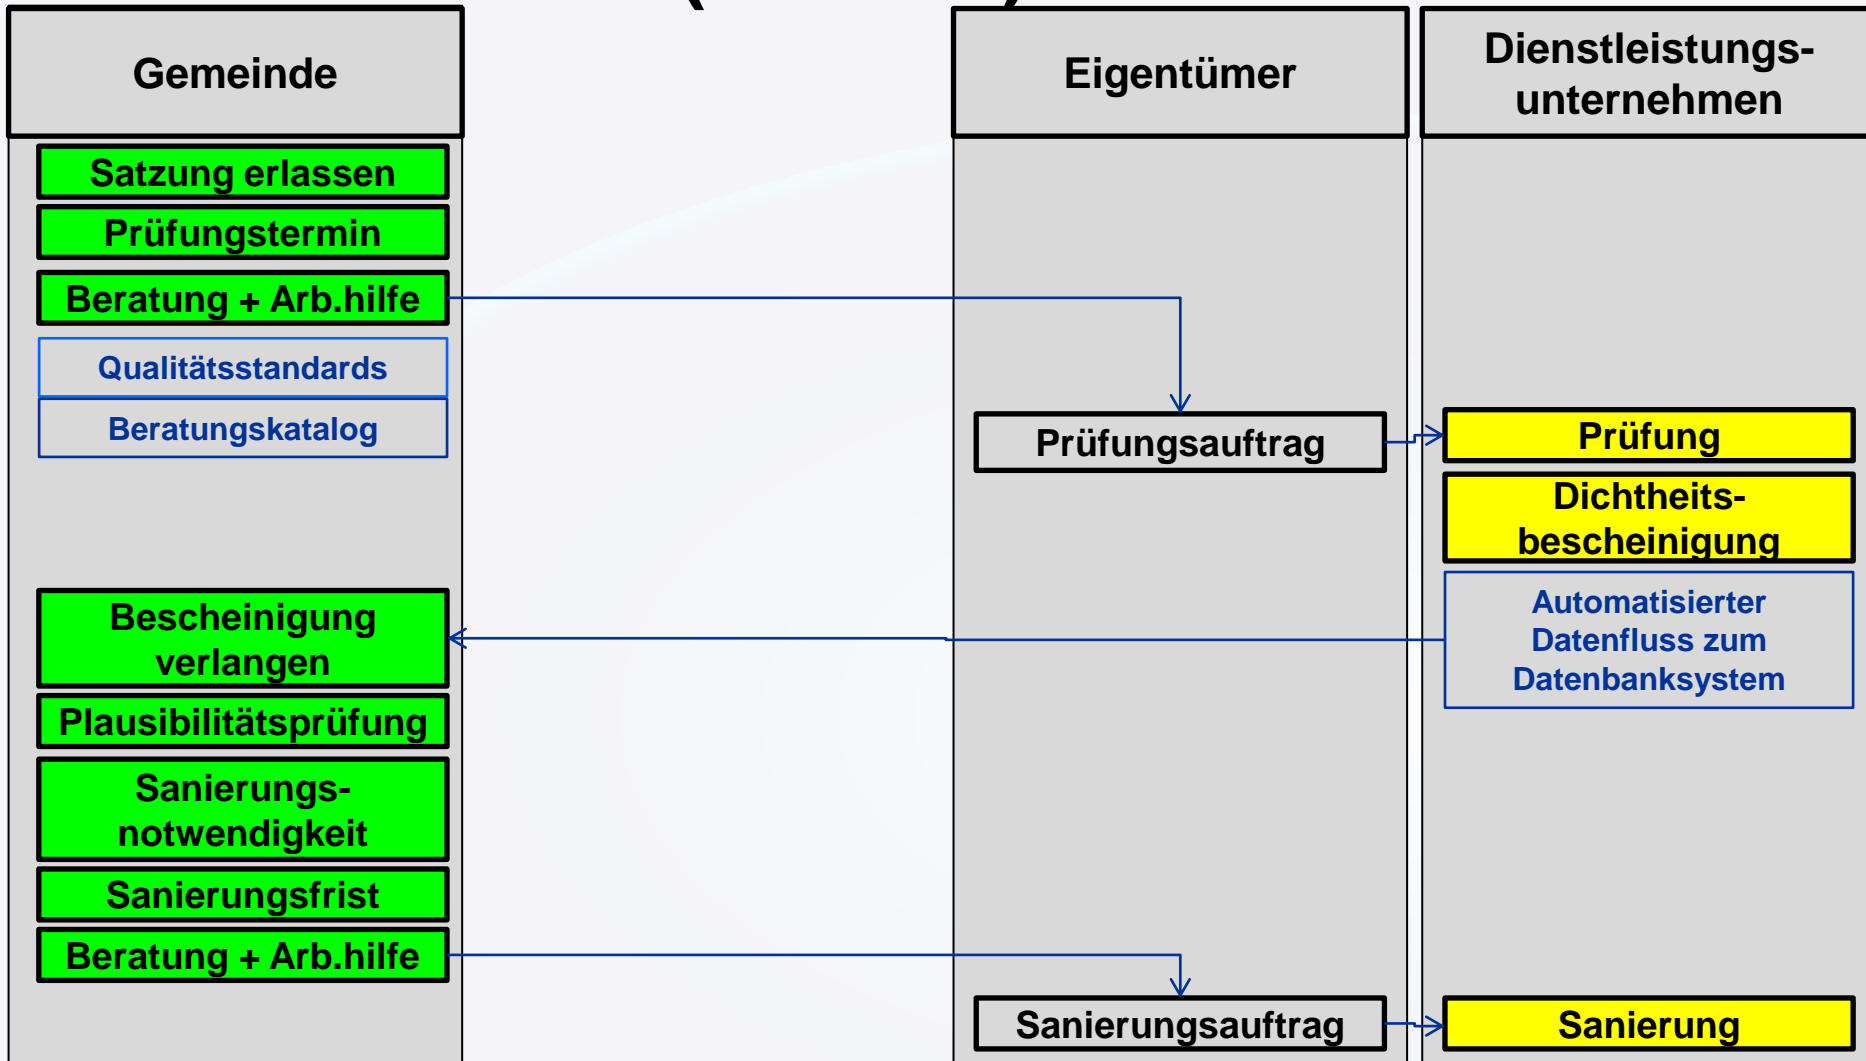 Gemeinde
Satzung erlassen
Prüfungstermin
Beratung + Arb.hilfe
Qualitätsstandards
Beratungskatalog
Bescheinigung
verlangen
Plausibilitätsprüfung
Sanierungs-
notwendigkeit
Sanierungsfrist
Beratung + Arb.hilfe
Eigentümer
Prüfungsauftrag
Sanierungsauftrag
Dienstleistungs-
unternehmen
Prüfung
Dichtheits-
bescheinigung
Automatisierter
Datenfluss zum
Datenbanksystem
Sanierung